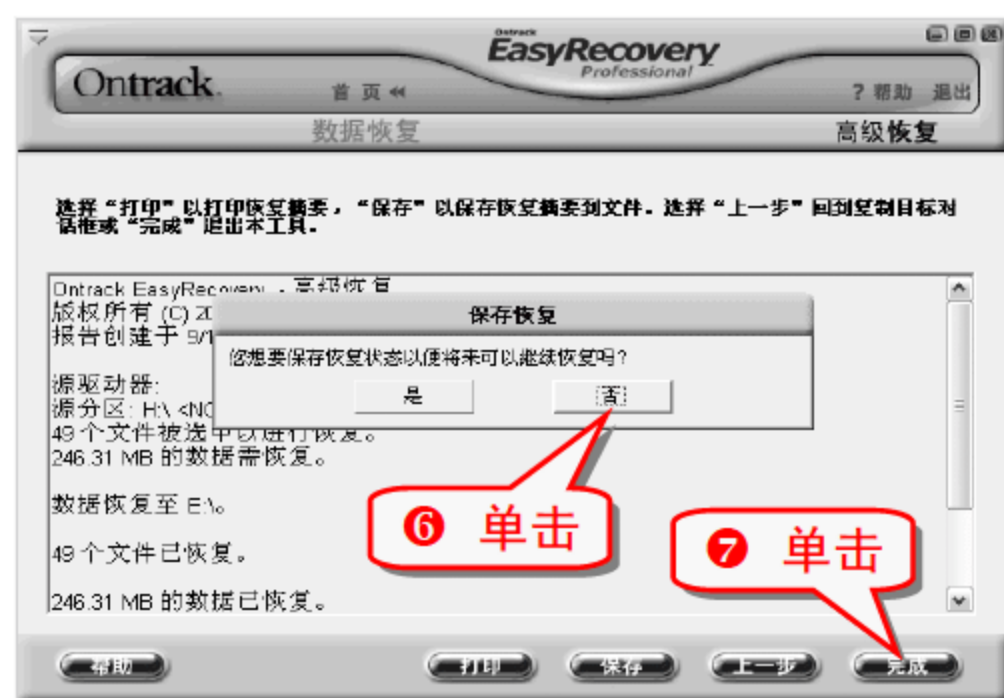 Ontrack
EasyRecovery
Professional
Ontrack
首页
? 帮助 退出
数据恢复
高级恢复
选择“打印”以打印恢复摘要，“保存”以保存恢复摘要到文件。选择“上一步”回到复制目标对
话框或“完成”退出本工具。
Ontrack EasyRecovery - 高级恢复
版权所有 (C) 20
报告创建于 9/1
保存恢复
您想要保存恢复状态以便将来可以继续恢复吗?
是
否
源驱动器:
源分区: H:\ <NO
49 个文件被选中以进行恢复。
246.31 MB 的数据需恢复。
数据恢复至 E:\。
49 个文件已恢复。
246.31 MB 的数据已恢复。
❻ 单击
❼ 单击
帮助
打印
保存
上一步
完成